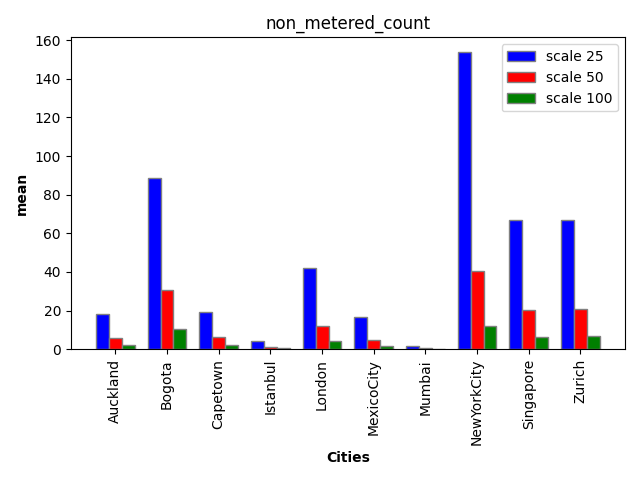 non_metered_count
160
140
120
100
80
60
40
20
0
mean
scale 25
scale 50
scale 100
Auckland
Bogota
Capetown
Istanbul
London
MexicoCity
Mumbai
NewYorkCity
Singapore
Zurich
Cities